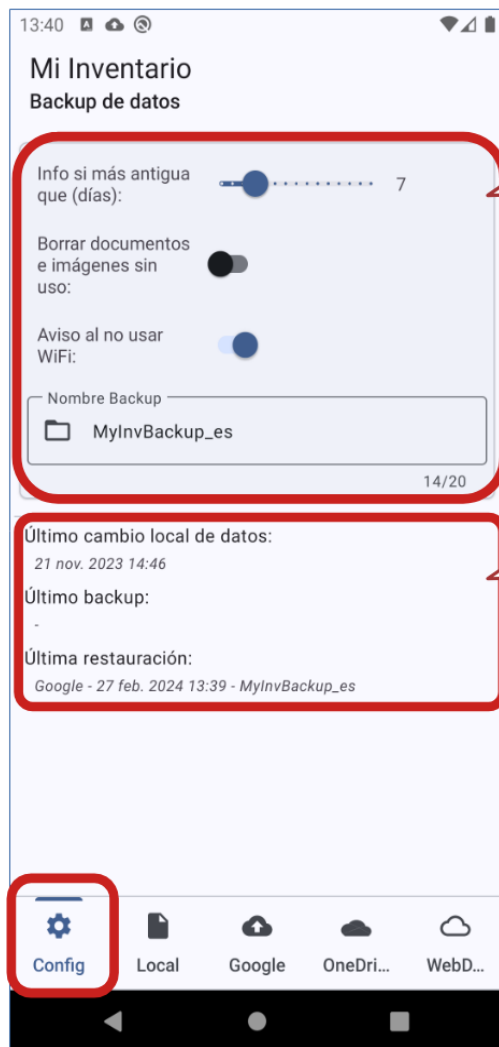 13:40
Mi Inventario
Backup de datos
Info si más antigua
que (días):
7
Borrar documentos
e imágenes sin
uso:
Aviso al no usar
WiFi:
Nombre Backup
MyInvBackup_es
14/20
Último cambio local de datos:
21 nov. 2023 14:46
Último backup:
-
Última restauración:
Google - 27 feb. 2024 13:39 - MyInvBackup_es
Config Local Google OneDri... WebD...